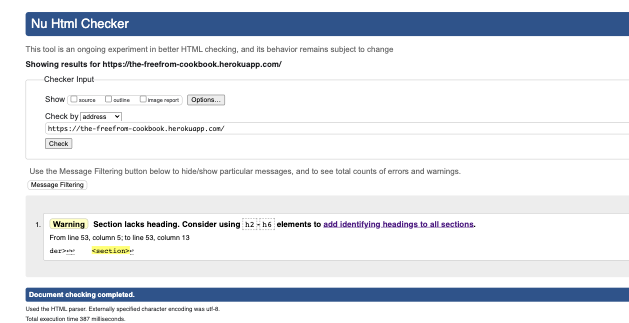 Nu Html Checker
This tool is an ongoing experiment in better HTML checking, and its behavior remains subject to change
Showing results for https://the-freefrom-cookbook.herokuapp.com/
Checker Input
Show source outline image report Options...
Check by address
https://the-freefrom-cookbook.herokuapp.com/
Check
Use the Message Filtering button below to hide/show particular messages, and to see total counts of errors and warnings.
Message Filtering
1. Warning Section lacks heading. Consider using h2-h6 elements to add identifying headings to all sections.
From line 53, column 5; to line 53, column 13
der>↩↩ <section>↩
Document checking completed.
Used the HTML parser. Externally specified character encoding was utf-8.
Total execution time 387 milliseconds.